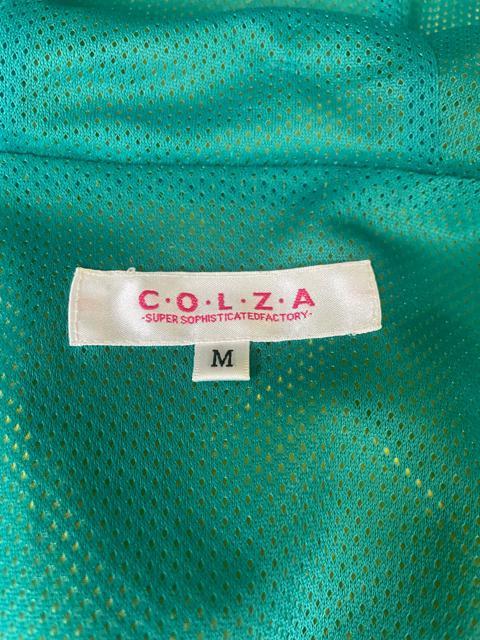 C·O·L·Z·A
-SUPER SOPHISTICATEDFACTORY-
M